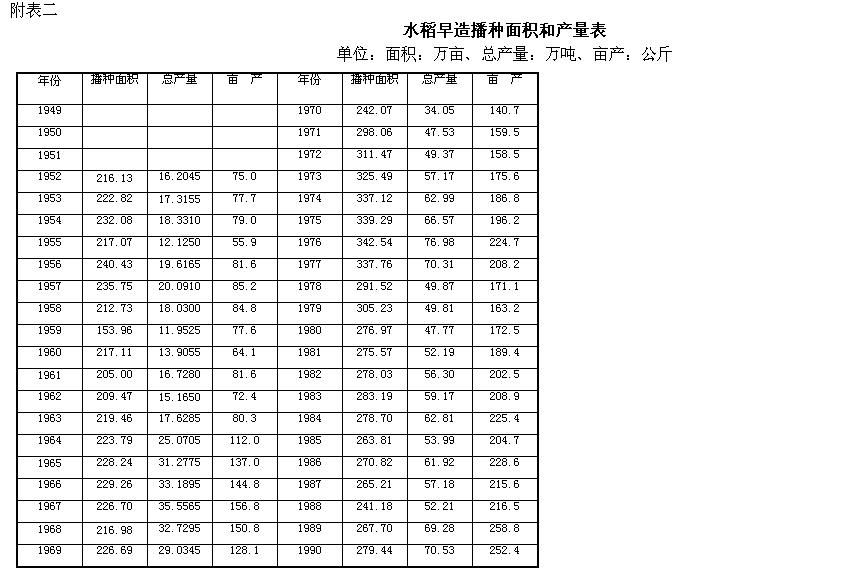 附表二
水稻早造播种面积和产量表
单位：面积：万亩、总产量：万吨、亩产：公斤
年份 播种面积 总产量 亩 产 年份 播种面积 总产量 亩 产
1949 1970 242.07 34.05 140.7
1950 1971 298.06 47.53 159.5
1951 1972 311.47 49.37 158.5
1952 216.13 16.2045 75.0 1973 325.49 57.17 175.6
1953 222.82 17.3155 77.7 1974 337.12 62.99 186.8
1954 232.08 18.3310 79.0 1975 339.29 66.57 196.2
1955 217.07 12.1250 55.9 1976 342.54 76.98 224.7
1956 240.43 19.6165 81.6 1977 337.76 70.31 208.2
1957 235.75 20.0910 85.2 1978 291.52 49.87 171.1
1958 212.73 18.0300 84.8 1979 305.23 49.81 163.2
1959 153.96 11.9525 77.6 1980 276.97 47.77 172.5
1960 217.11 13.9055 64.1 1981 275.57 52.19 189.4
1961 205.00 16.7280 81.6 1982 278.03 56.30 202.5
1962 209.47 15.1650 72.4 1983 283.19 59.17 208.9
1963 219.46 17.6285 80.3 1984 278.70 62.81 225.4
1964 223.79 25.0705 112.0 1985 263.81 53.99 204.7
1965 228.24 31.2775 137.0 1986 270.82 61.92 228.6
1966 229.26 33.1895 144.8 1987 265.21 57.18 215.6
1967 226.70 35.5565 156.8 1988 241.18 52.21 216.5
1968 216.98 32.7295 150.8 1989 267.70 69.28 258.8
1969 226.69 29.0345 128.1 1990 279.44 70.53 252.4